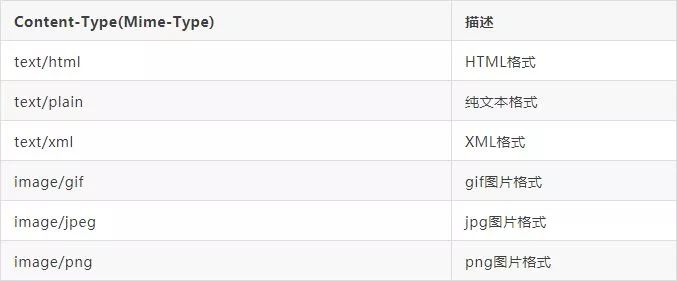 Content-Type(Mime-Type) 描述
text/html HTML格式
text/plain 纯文本格式
text/xml XML格式
image/gif gif图片格式
image/jpeg jpg图片格式
image/png png图片格式